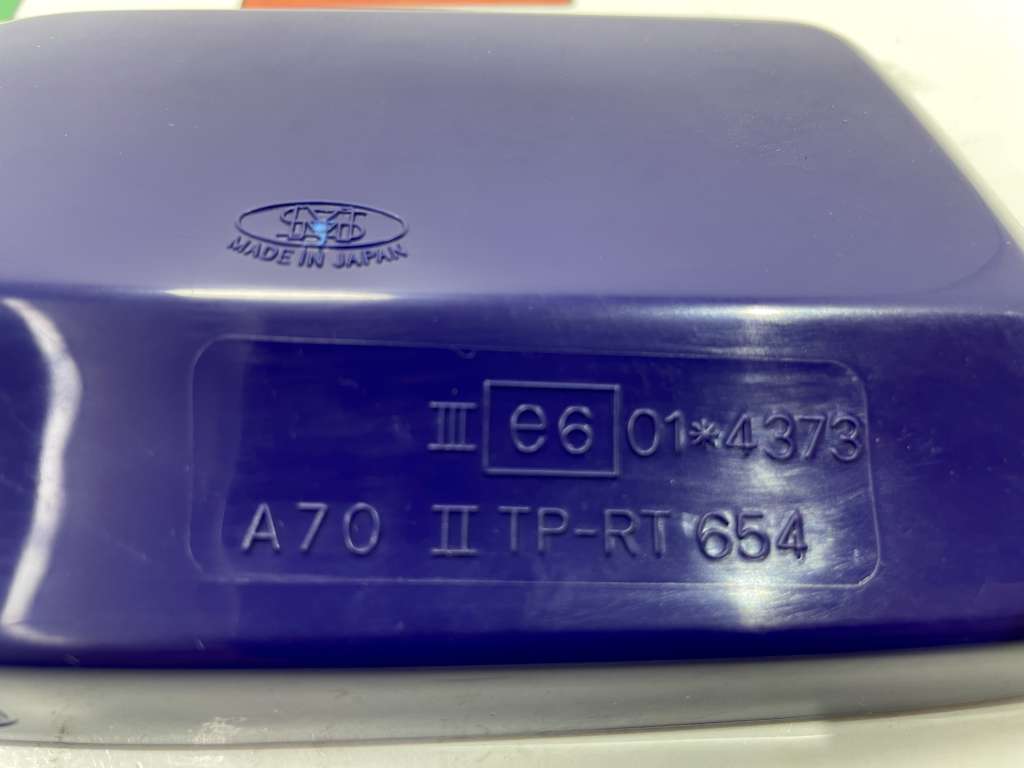 MADE IN JAPAN
III e6 01*4373
A70 II TP-RT 654